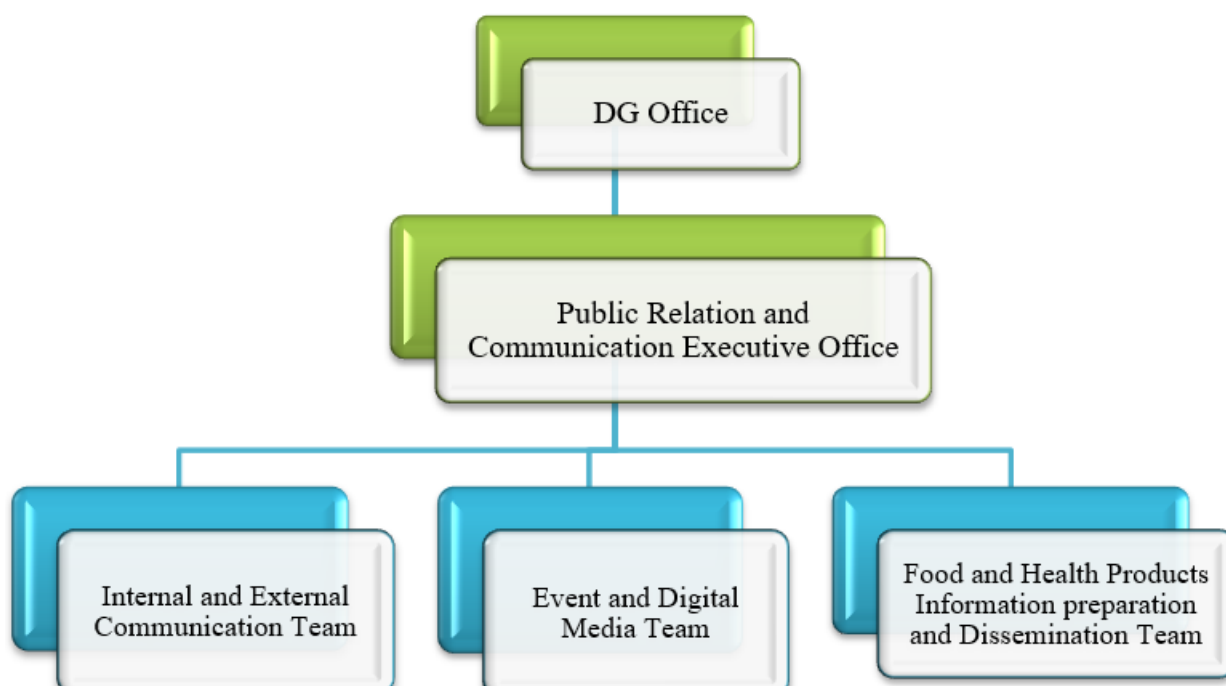 DG Office
Public Relation and
Communication Executive Office
Internal and External
Communication Team
Event and Digital
Media Team
Food and Health Products
Information preparation
and Dissemination Team